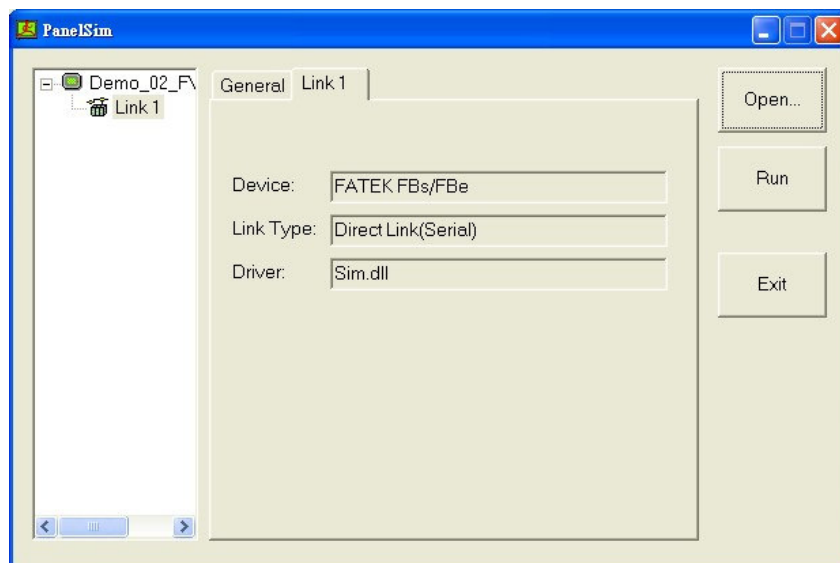 PanelSim
Demo_02_F\
Link 1
General
Link 1
Device:
FATEK FBs/FBe
Link Type:
Direct Link(Serial)
Driver:
Sim.dll
Open...
Run
Exit